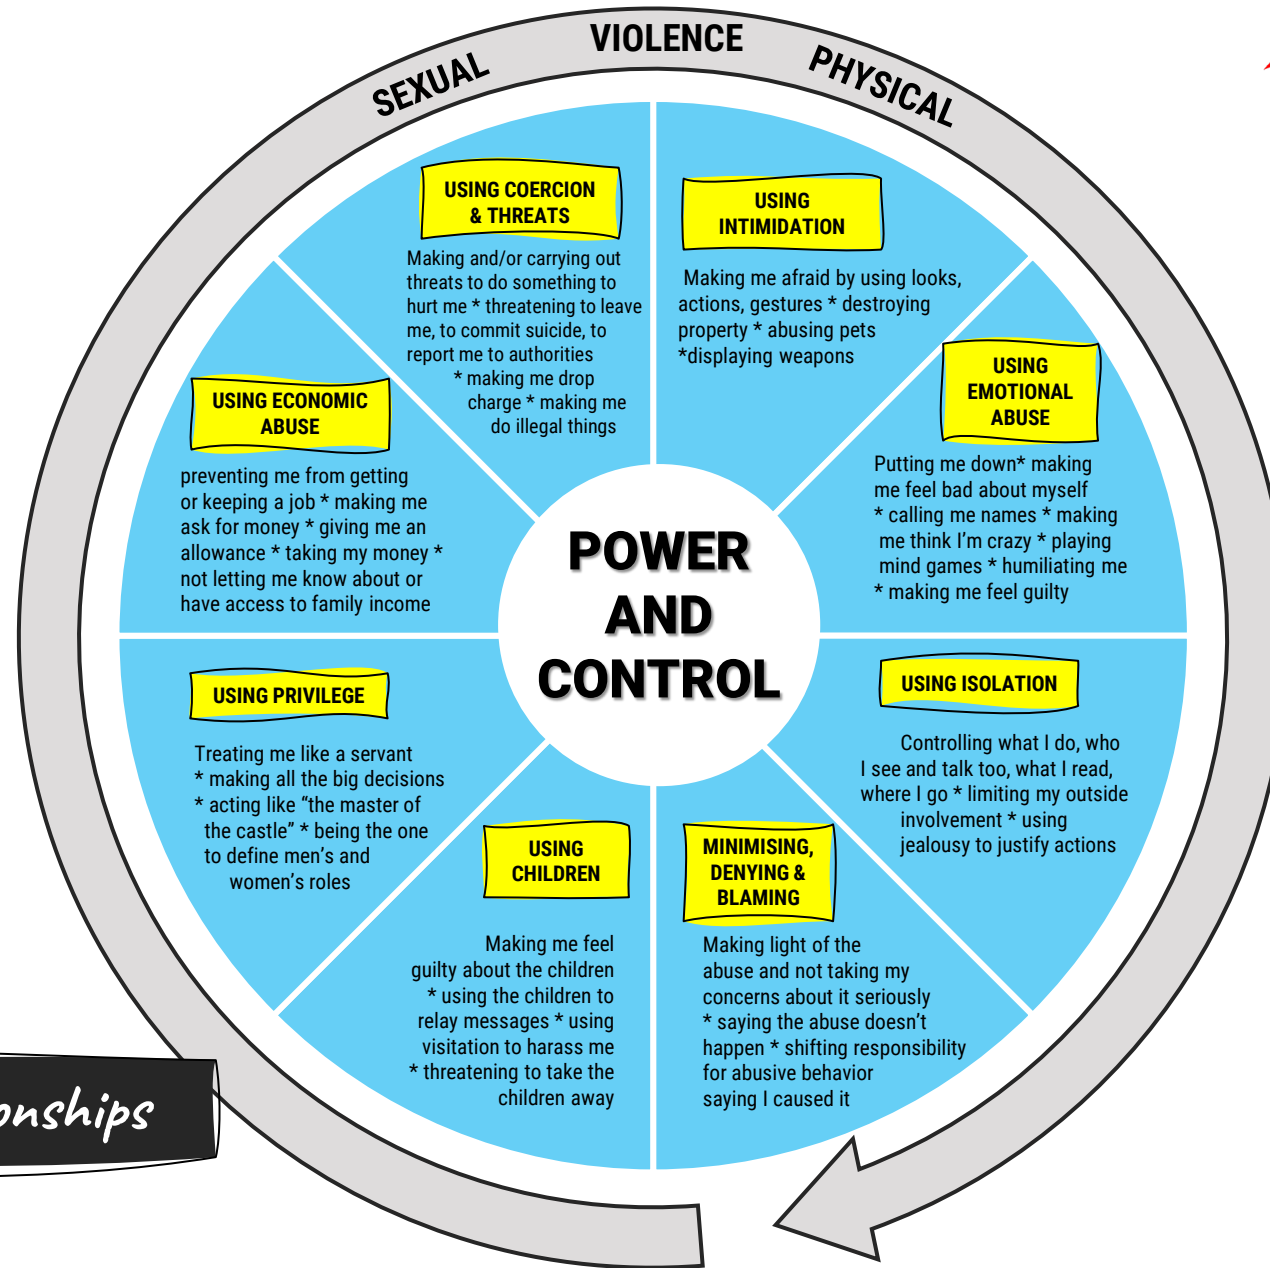 VIOLENCE
SEXUAL
PHYSICAL
USING COERCION
& THREATS
Making and/or carrying out
threats to do something to
hurt me * threatening to leave
me, to commit suicide, to
report me to authorities
* making me drop
charge * making me
do illegal things
USING
INTIMIDATION
Making me afraid by using looks,
actions, gestures * destroying
property * abusing pets
*displaying weapons
USING
EMOTIONAL
ABUSE
Putting me down* making
me feel bad about myself
* calling me names * making
me think I’m crazy * playing
mind games * humiliating me
* making me feel guilty
USING ECONOMIC
ABUSE
preventing me from getting
or keeping a job * making me
ask for money * giving me an
allowance * taking my money *
not letting me know about or
have access to family income
POWER
AND
CONTROL
USING PRIVILEGE
Treating me like a servant
* making all the big decisions
* acting like “the master of
the castle” * being the one
to define men’s and
women’s roles
USING ISOLATION
Controlling what I do, who
I see and talk too, what I read,
where I go * limiting my outside
involvement * using
jealousy to justify actions
USING
CHILDREN
Making me feel
guilty about the children
* using the children to
relay messages * using
visitation to harass me
* threatening to take the
children away
MINIMISING,
DENYING &
BLAMING
Making light of the
abuse and not taking my
concerns about it seriously
* saying the abuse doesn’t
happen * shifting responsibility
for abusive behavior
saying I caused it
onships